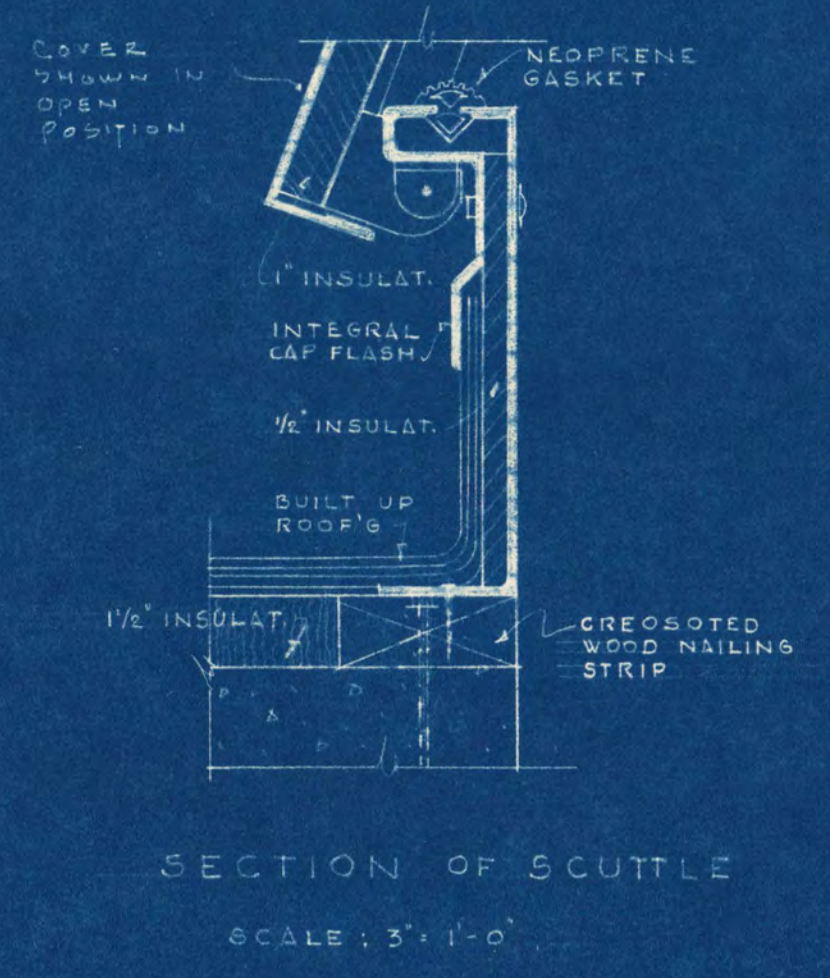 COVER
SHOWN IN
OPEN
POSITION
NEOPRENE
GASKET
1" INSULAT.
INTEGRAL
CAP FLASH
1/2" INSULAT.
BUILT UP
ROOF'G
1 1/2" INSULAT.
CREOSOTED
WOOD NAILING
STRIP
SECTION OF SCUTTLE
SCALE: 3" = 1'-0"